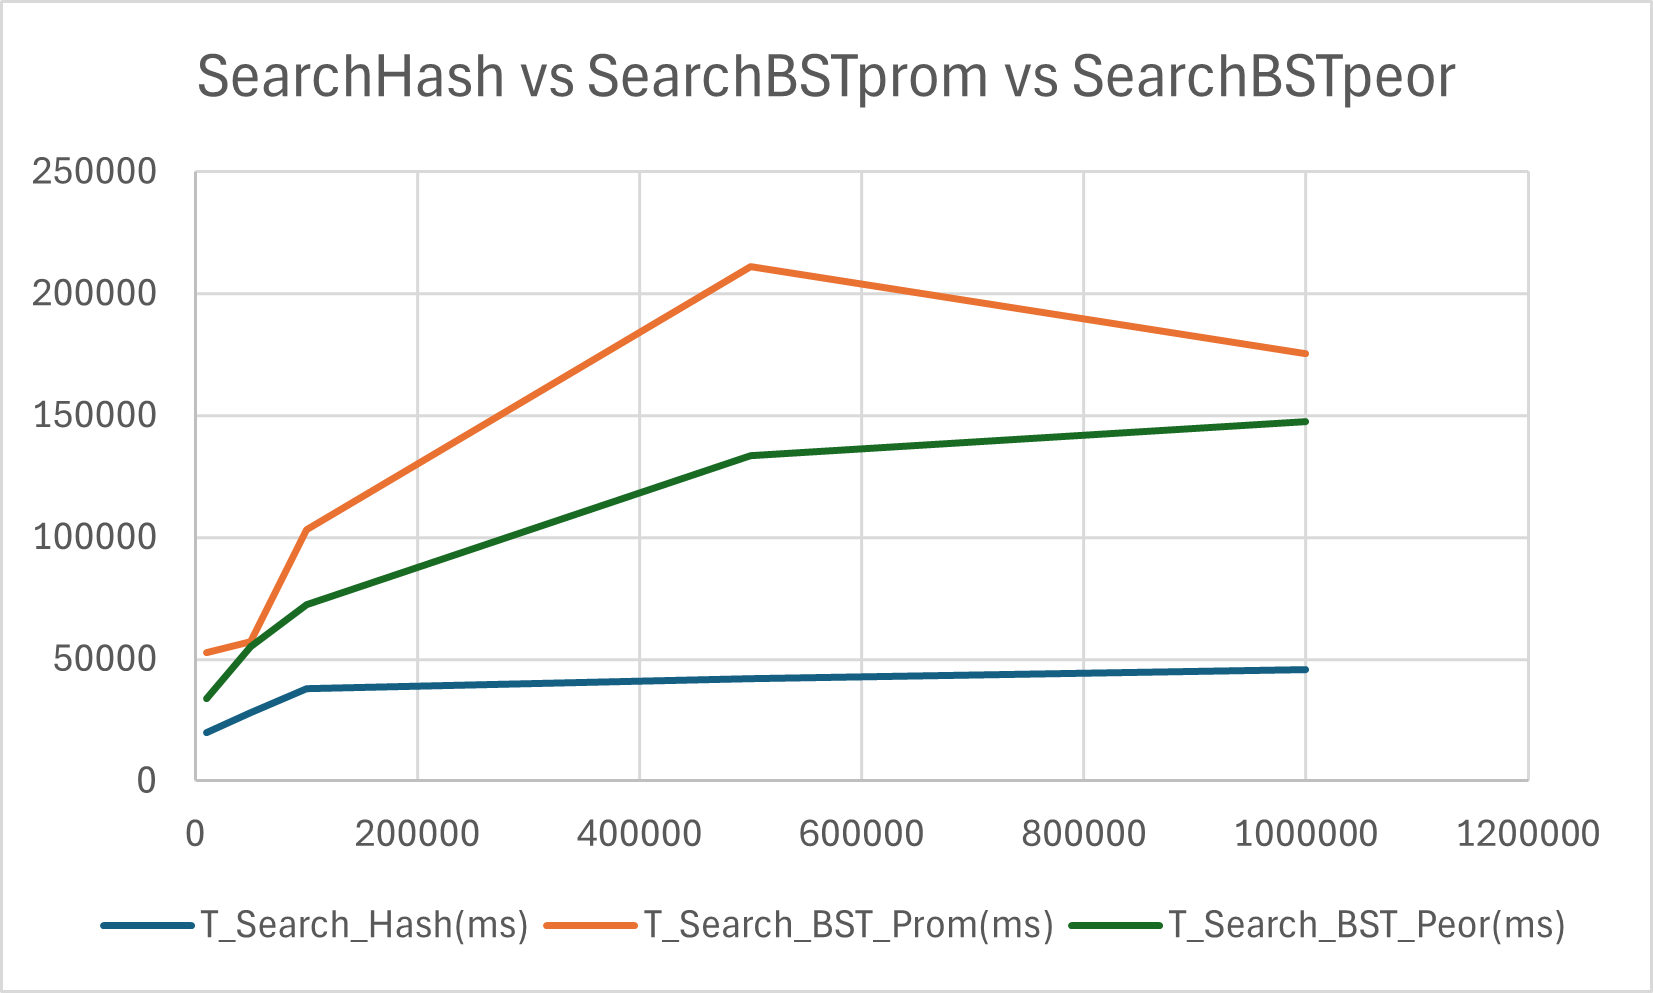 SearchHash vs SearchBSTprom vs SearchBSTpeor
250000
200000
150000
100000
50000
0
0 200000 400000 600000 800000 1000000 1200000
T_Search_Hash(ms) T_Search_BST_Prom(ms) T_Search_BST_Peor(ms)